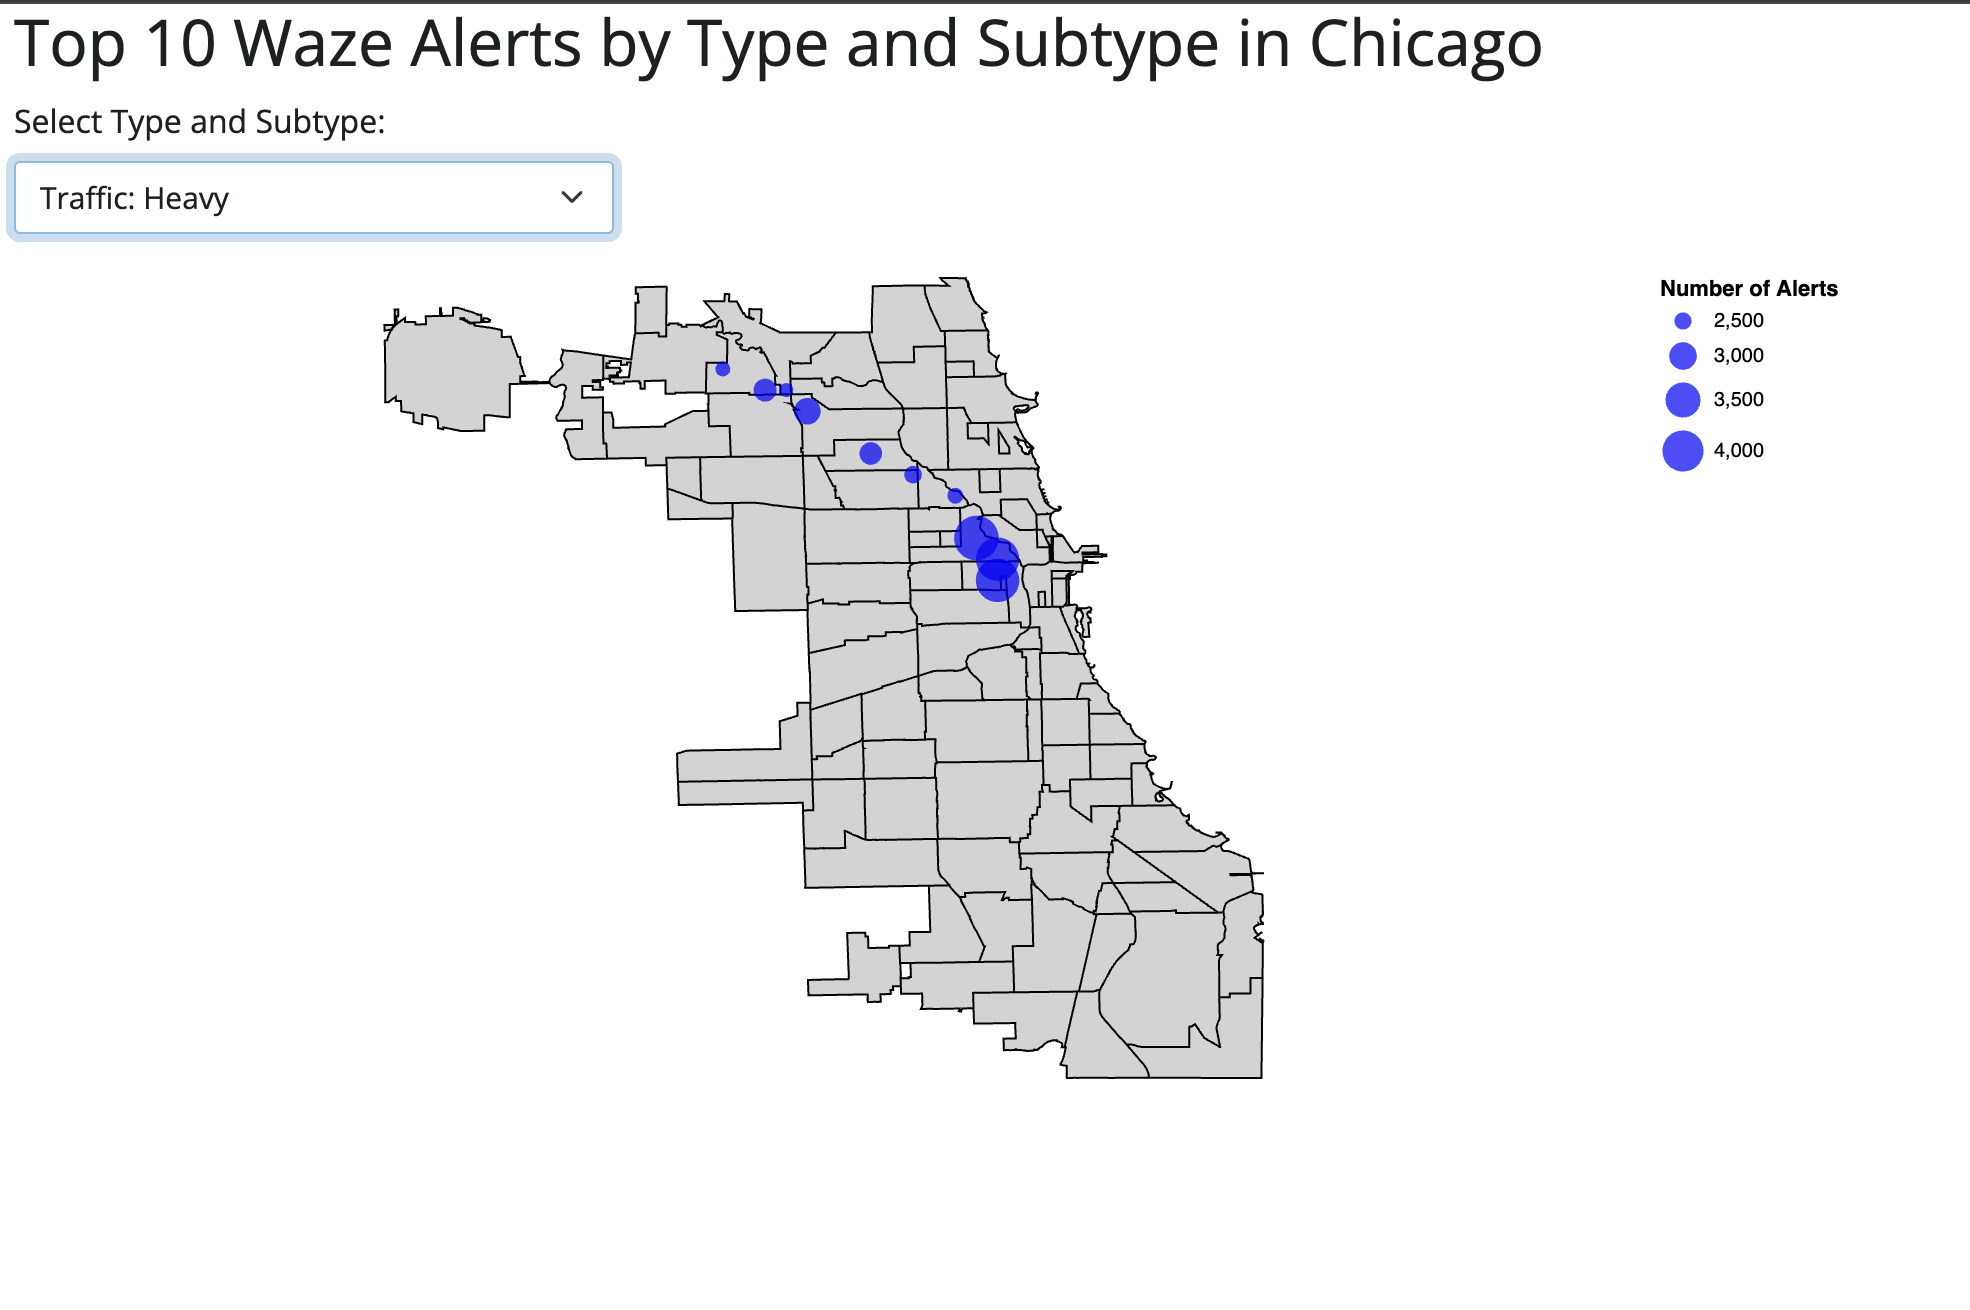 Top 10 Waze Alerts by Type and Subtype in Chicago
Select Type and Subtype:
Traffic: Heavy
Number of Alerts
2,500
3,000
3,500
4,000